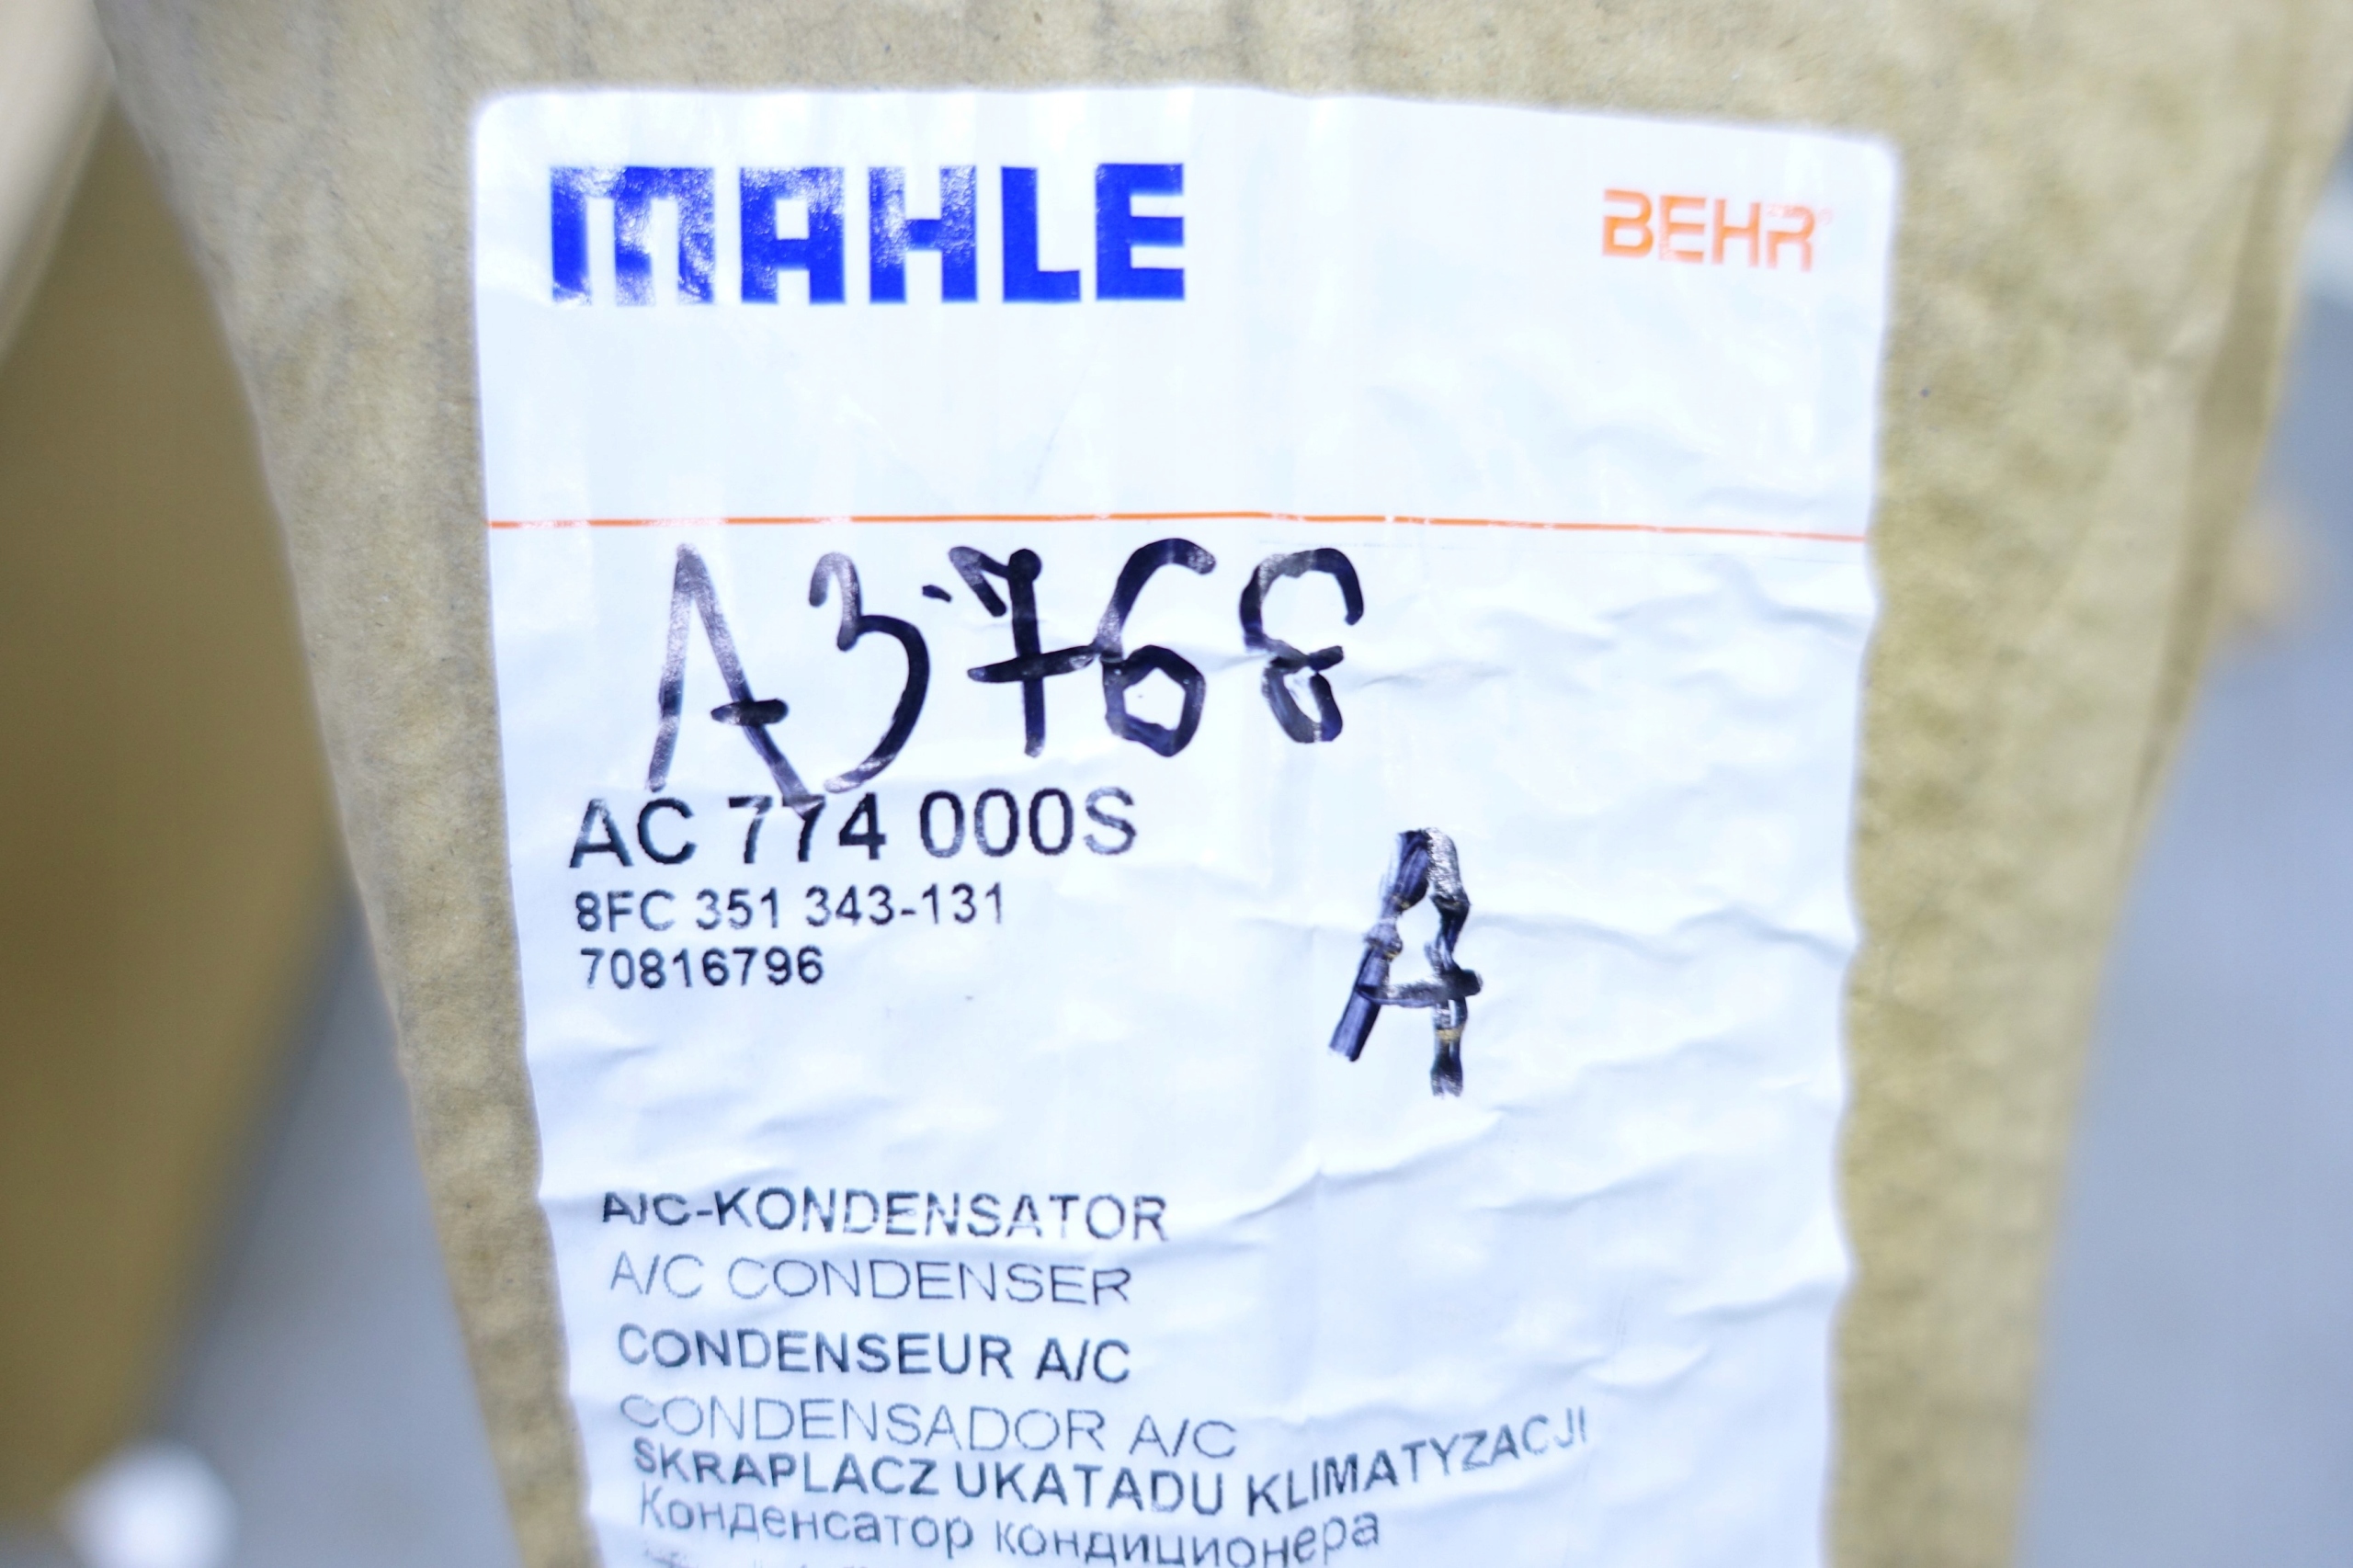 MAHLE
BEHR®
A3768
AC 774 000S
8FC 351 343-131
70816796
A
A/C-KONDENSATOR
A/C CONDENSER
CONDENSEUR A/C
CONDENSADOR A/C
SKRAPLACZ UKATADU KLIMATYZACJI
Конденсатор кондиционера